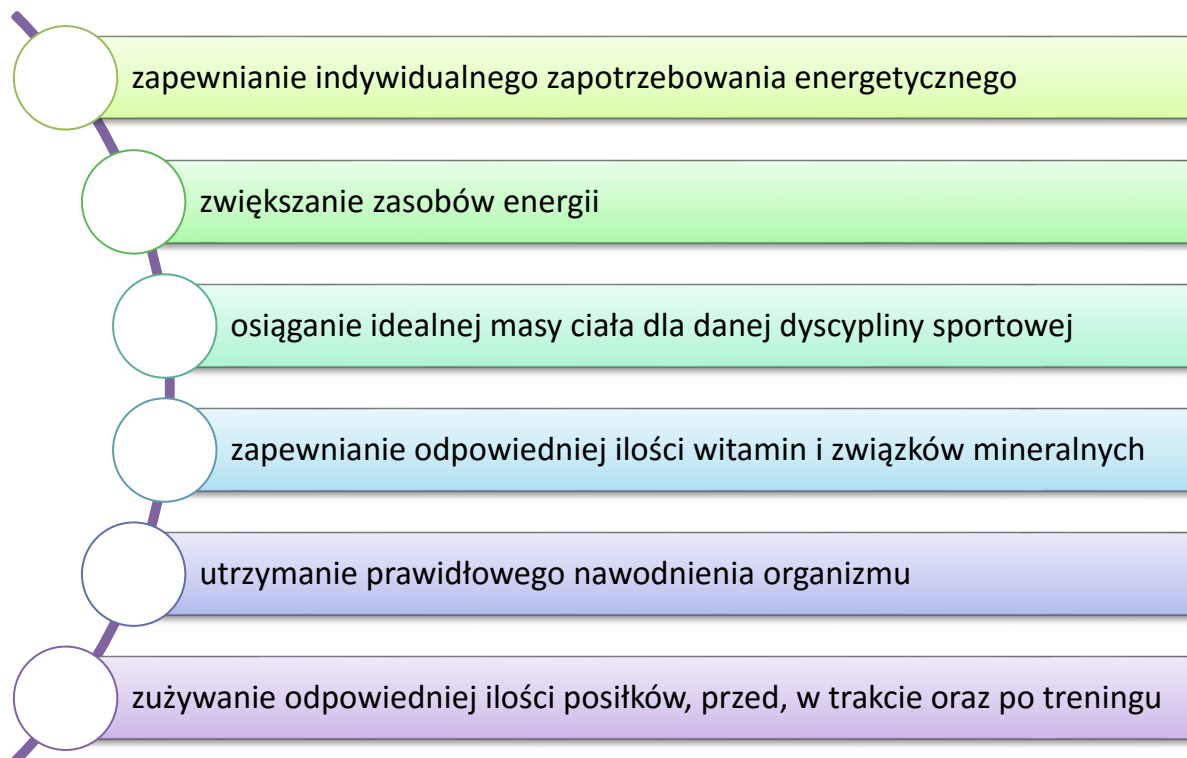 zapewnianie indywidualnego zapotrzebowania energetycznego
zwiększanie zasobów energii
osiąganie idealnej masy ciała dla danej dyscypliny sportowej
zapewnianie odpowiedniej ilości witamin i związków mineralnych
utrzymanie prawidłowego nawodnienia organizmu
zużywanie odpowiedniej ilości posiłków, przed, w trakcie oraz po treningu